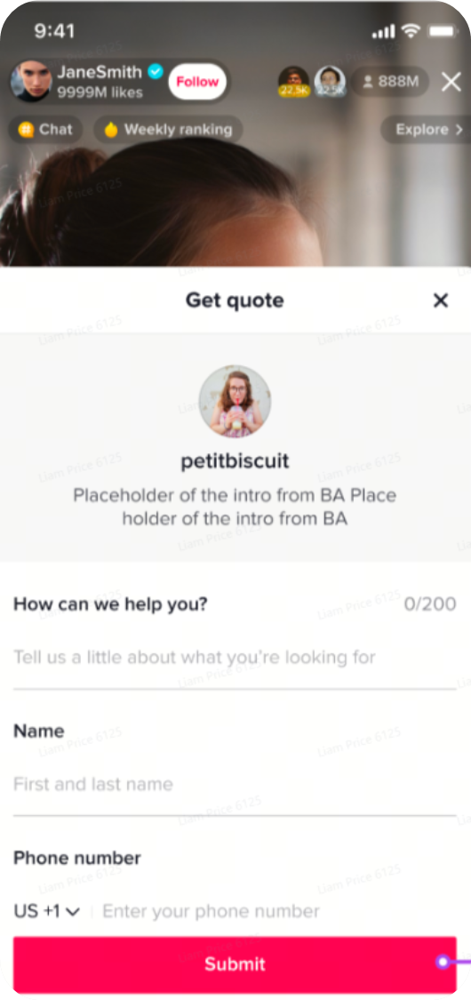 9:41
JaneSmith
9999M likes
Follow
22.5K
22.5K
888M
Chat
Weekly ranking
Explore
Get quote
petitbiscuit
Placeholder of the intro from BA Place
holder of the intro from BA
How can we help you?
0/200
Tell us a little about what you're looking for
Name
First and last name
Phone number
US +1
Enter your phone number
Submit
Liam Price 6125